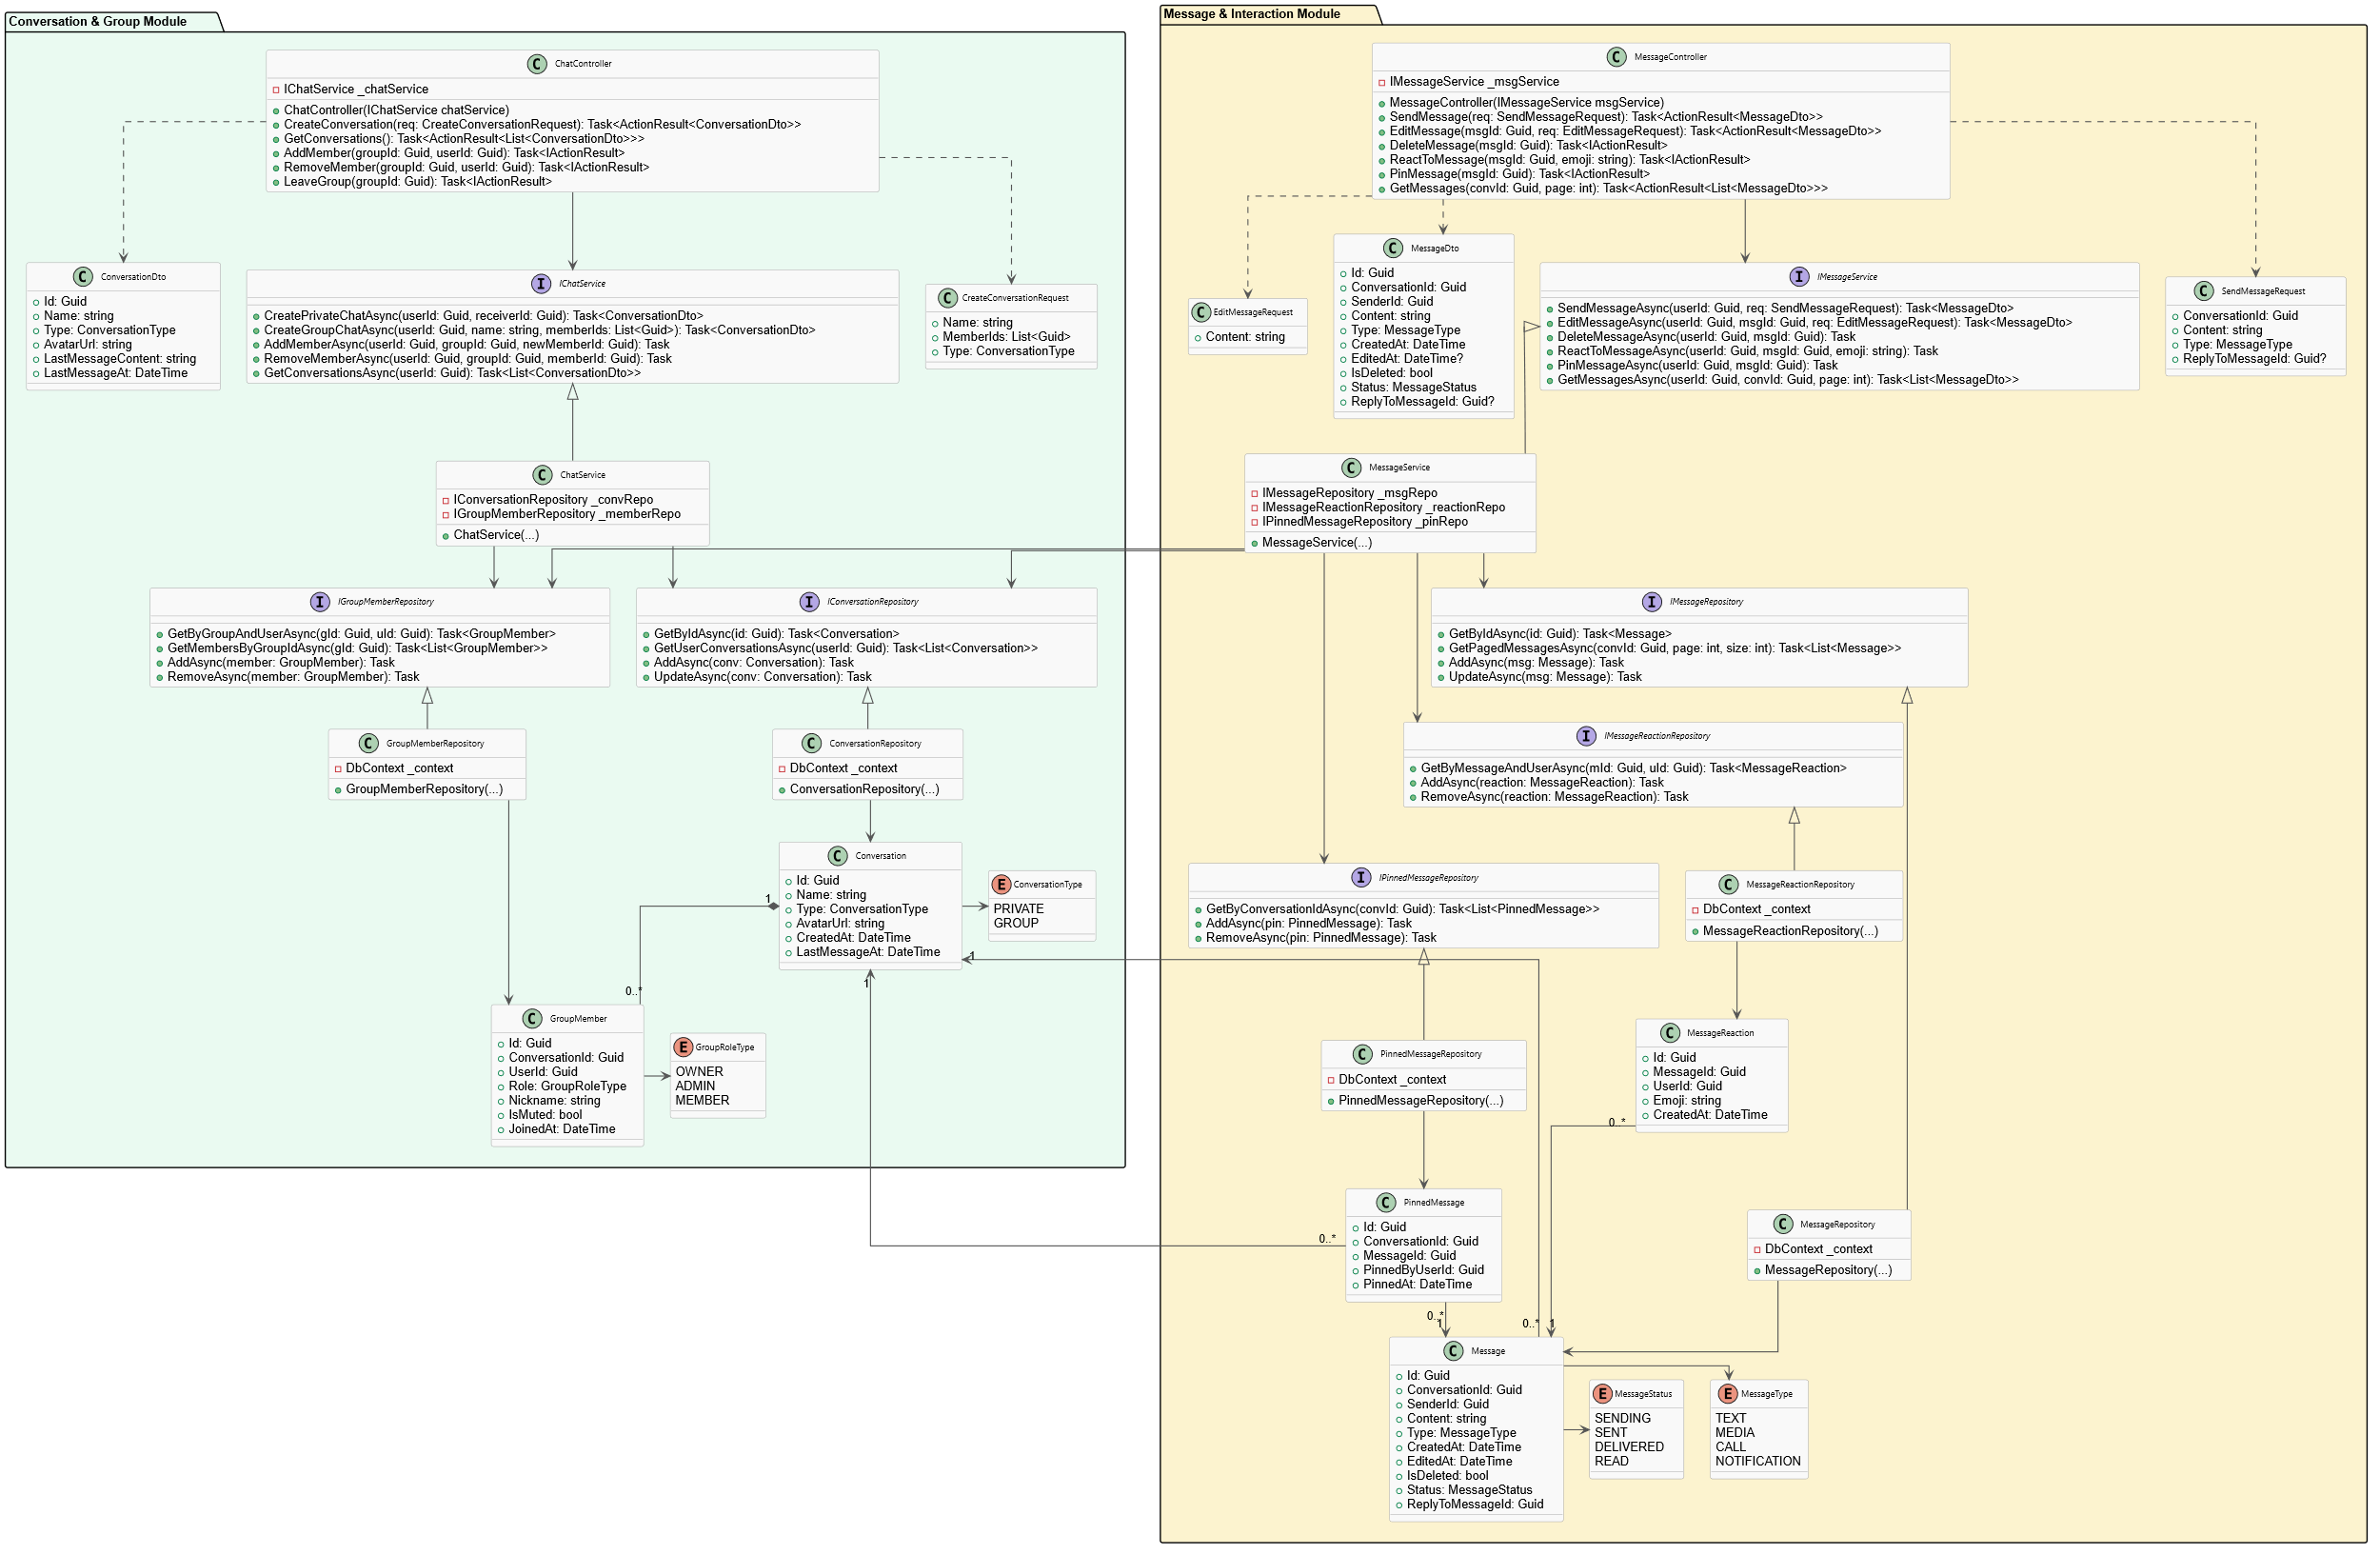 Conversation & Group Module
ChatController
IChatService _chatService
ChatController(IChatService chatService)
CreateConversation(req: CreateConversationRequest): Task<ActionResult<ConversationDto>>
GetConversations(): Task<ActionResult<List<ConversationDto>>>
AddMember(groupId: Guid, userId: Guid): Task<IActionResult>
RemoveMember(groupId: Guid, userId: Guid): Task<IActionResult>
LeaveGroup(groupId: Guid): Task<IActionResult>
ConversationDto
Id: Guid
Name: string
Type: ConversationType
AvatarUrl: string
LastMessageContent: string
LastMessageAt: DateTime
IChatService
CreatePrivateChatAsync(userId: Guid, receiverId: Guid): Task<ConversationDto>
CreateGroupChatAsync(userId: Guid, name: string, memberIds: List<Guid>): Task<ConversationDto>
AddMemberAsync(userId: Guid, groupId: Guid, newMemberId: Guid): Task
RemoveMemberAsync(userId: Guid, groupId: Guid, memberId: Guid): Task
GetConversationsAsync(userId: Guid): Task<List<ConversationDto>>
CreateConversationRequest
Name: string
MemberIds: List<Guid>
Type: ConversationType
ChatService
IConversationRepository _convRepo
IGroupMemberRepository _memberRepo
ChatService(...)
IGroupMemberRepository
GetByGroupAndUserAsync(gId: Guid, uId: Guid): Task<GroupMember>
GetMembersByGroupIdAsync(gId: Guid): Task<List<GroupMember>>
AddAsync(member: GroupMember): Task
RemoveAsync(member: GroupMember): Task
IConversationRepository
GetByIdAsync(id: Guid): Task<Conversation>
GetUserConversationsAsync(userId: Guid): Task<List<Conversation>>
AddAsync(conv: Conversation): Task
UpdateAsync(conv: Conversation): Task
GroupMemberRepository
DbContext _context
GroupMemberRepository(...)
ConversationRepository
DbContext _context
ConversationRepository(...)
Conversation
Id: Guid
Name: string
Type: ConversationType
AvatarUrl: string
CreatedAt: DateTime
LastMessageAt: DateTime
ConversationType
PRIVATE
GROUP
1
1
1
0..*
GroupMember
Id: Guid
ConversationId: Guid
UserId: Guid
Role: GroupRoleType
Nickname: string
IsMuted: bool
JoinedAt: DateTime
GroupRoleType
OWNER
ADMIN
MEMBER
Message & Interaction Module
MessageController
IMessageService _msgService
MessageController(IMessageService msgService)
SendMessage(req: SendMessageRequest): Task<ActionResult<MessageDto>>
EditMessage(msgId: Guid, req: EditMessageRequest): Task<ActionResult<MessageDto>>
DeleteMessage(msgId: Guid): Task<IActionResult>
ReactToMessage(msgId: Guid, emoji: string): Task<IActionResult>
PinMessage(msgId: Guid): Task<IActionResult>
GetMessages(convId: Guid, page: int): Task<ActionResult<List<MessageDto>>>
EditMessageRequest
Content: string
MessageDto
Id: Guid
ConversationId: Guid
SenderId: Guid
Content: string
Type: MessageType
CreatedAt: DateTime
EditedAt: DateTime?
IsDeleted: bool
Status: MessageStatus
ReplyToMessageId: Guid?
IMessageService
SendMessageAsync(userId: Guid, req: SendMessageRequest): Task<MessageDto>
EditMessageAsync(userId: Guid, msgId: Guid, req: EditMessageRequest): Task<MessageDto>
DeleteMessageAsync(userId: Guid, msgId: Guid): Task
ReactToMessageAsync(userId: Guid, msgId: Guid, emoji: string): Task
PinMessageAsync(userId: Guid, msgId: Guid): Task
GetMessagesAsync(userId: Guid, convId: Guid, page: int): Task<List<MessageDto>>
SendMessageRequest
ConversationId: Guid
Content: string
Type: MessageType
ReplyToMessageId: Guid?
MessageService
IMessageRepository _msgRepo
IMessageReactionRepository _reactionRepo
IPinnedMessageRepository _pinRepo
MessageService(...)
IMessageRepository
GetByIdAsync(id: Guid): Task<Message>
GetPagedMessagesAsync(convId: Guid, page: int, size: int): Task<List<Message>>
AddAsync(msg: Message): Task
UpdateAsync(msg: Message): Task
IMessageReactionRepository
GetByMessageAndUserAsync(mId: Guid, uId: Guid): Task<MessageReaction>
AddAsync(reaction: MessageReaction): Task
RemoveAsync(reaction: MessageReaction): Task
IPinnedMessageRepository
GetByConversationIdAsync(convId: Guid): Task<List<PinnedMessage>>
AddAsync(pin: PinnedMessage): Task
RemoveAsync(pin: PinnedMessage): Task
MessageReactionRepository
DbContext _context
MessageReactionRepository(...)
PinnedMessageRepository
DbContext _context
PinnedMessageRepository(...)
MessageReaction
Id: Guid
MessageId: Guid
UserId: Guid
Emoji: string
CreatedAt: DateTime
0..*
PinnedMessage
Id: Guid
ConversationId: Guid
MessageId: Guid
PinnedByUserId: Guid
PinnedAt: DateTime
0..*
MessageRepository
DbContext _context
MessageRepository(...)
0..*
1
0..*
1
Message
Id: Guid
ConversationId: Guid
SenderId: Guid
Content: string
Type: MessageType
CreatedAt: DateTime
EditedAt: DateTime
IsDeleted: bool
Status: MessageStatus
ReplyToMessageId: Guid
MessageStatus
SENDING
SENT
DELIVERED
READ
MessageType
TEXT
MEDIA
CALL
NOTIFICATION